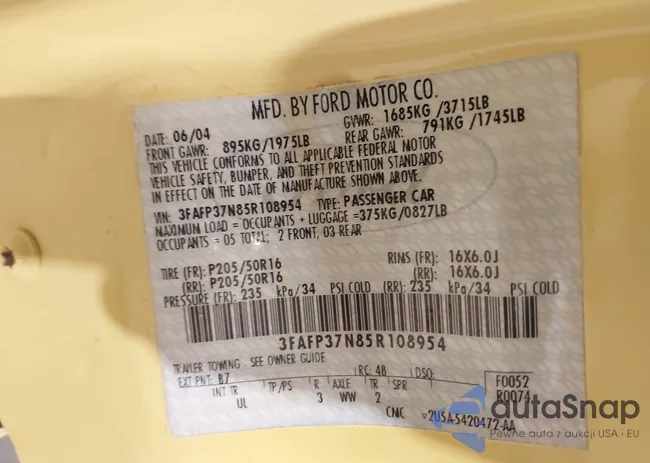 MFD. BY FORD MOTOR CO.
DATE: 06/04 GVWR: 1685KG /3715LB
FRONT GAWR: 895KG/1975LB REAR GAWR: 791KG /1745LB
THIS VEHICLE CONFORMS TO ALL APPLICABLE FEDERAL MOTOR
VEHICLE SAFETY, BUMPER, AND THEFT PREVENTION STANDARDS
IN EFFECT ON THE DATE OF MANUFACTURE SHOWN ABOVE.
VIN: 3FAFP37N85R108954 TYPE: PASSENGER CAR
MAXIMUM LOAD = OCCUPANTS + LUGGAGE =375KG/0827LB
OCCUPANTS = 05 TOTAL; 2 FRONT, 03 REAR
TIRE (FR): P205/50R16 RIMS (FR): 16X6.0J
(RR): P205/50R16 (RR): 16X6.0J
PRESSURE (FR): 235 kPa/34 PSI COLD (RR): 235 kPa/34 PSI COLD
3FAFP37N85R108954
TRAILER TOWING - SEE OWNER GUIDE
EXT PNT: B7 RC: 48 DSO: F0052
INT TR TP/PS R AXLE TR SPR R0074
UL 3 WW 2
CNC ▽2U5A-5420472-AA
autaSnap
Pewne auta z aukcji USA i EU